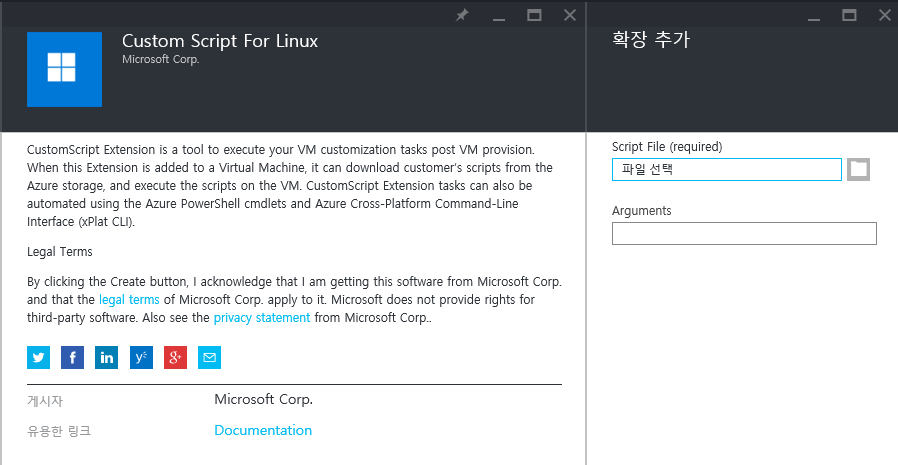 Custom Script For Linux
Microsoft Corp.
CustomScript Extension is a tool to execute your VM customization tasks post VM provision.
When this Extension is added to a Virtual Machine, it can download customer's scripts from the
Azure storage, and execute the scripts on the VM. CustomScript Extension tasks can also be
automated using the Azure PowerShell cmdlets and Azure Cross-Platform Command-Line
Interface (xPlat CLI).
Legal Terms
By clicking the Create button, I acknowledge that I am getting this software from Microsoft Corp.
and that the legal terms of Microsoft Corp. apply to it. Microsoft does not provide rights for
third-party software. Also see the privacy statement from Microsoft Corp..
게시자 Microsoft Corp.
유용한 링크 Documentation
확장 추가
Script File (required)
파일 선택
Arguments